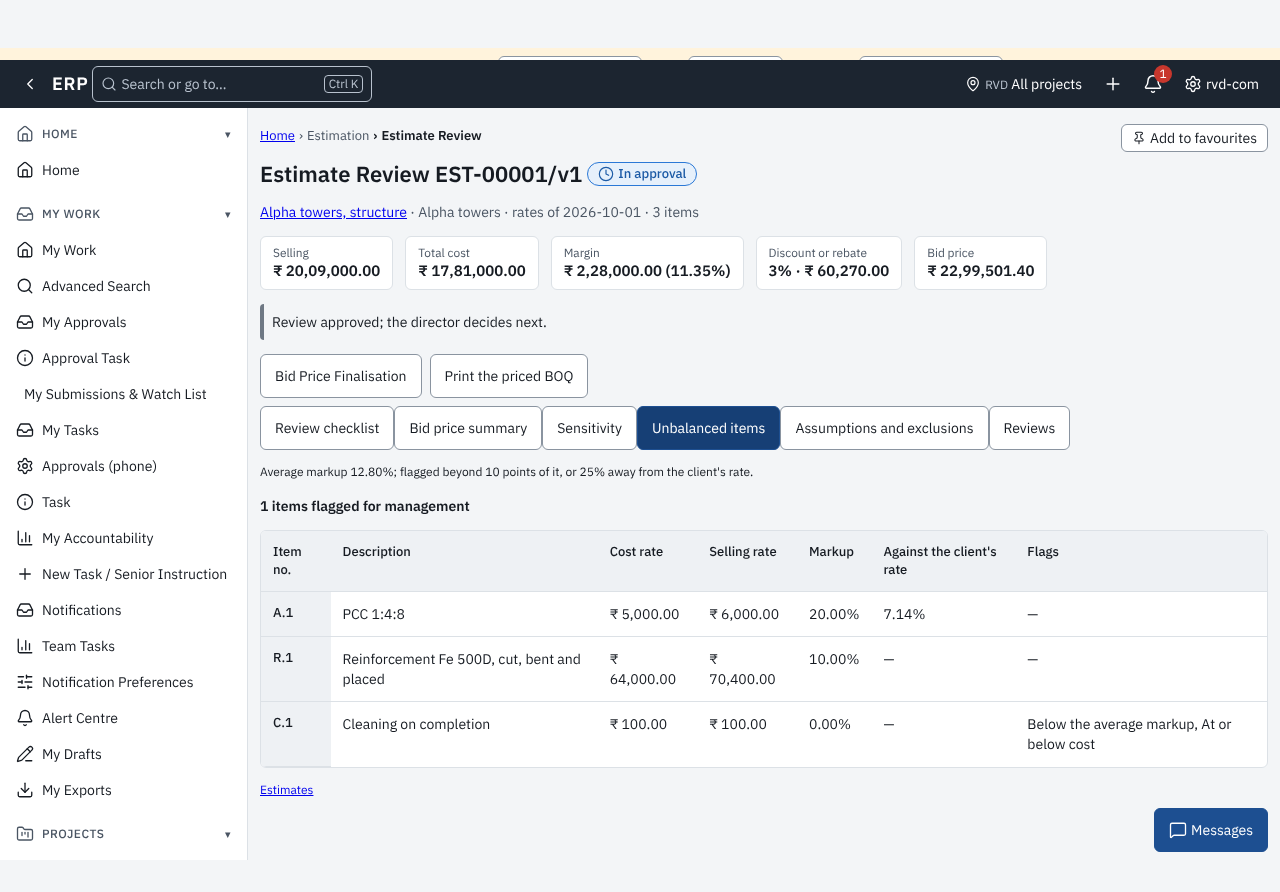 ERP
Search or go to...
Ctrl K
RVD All projects
1
rvd-com
HOME
Home
MY WORK
My Work
Advanced Search
My Approvals
Approval Task
My Submissions & Watch List
My Tasks
Approvals (phone)
Task
My Accountability
New Task / Senior Instruction
Notifications
Team Tasks
Notification Preferences
Alert Centre
My Drafts
My Exports
PROJECTS
Home › Estimation › Estimate Review
Add to favourites
Estimate Review EST-00001/v1
In approval
Alpha towers, structure · Alpha towers · rates of 2026-10-01 · 3 items
Selling
₹ 20,09,000.00
Total cost
₹ 17,81,000.00
Margin
₹ 2,28,000.00 (11.35%)
Discount or rebate
3% · ₹ 60,270.00
Bid price
₹ 22,99,501.40
Review approved; the director decides next.
Bid Price Finalisation
Print the priced BOQ
Review checklist
Bid price summary
Sensitivity
Unbalanced items
Assumptions and exclusions
Reviews
Average markup 12.80%; flagged beyond 10 points of it, or 25% away from the client's rate.
1 items flagged for management
Item no. Description Cost rate Selling rate Markup Against the client's rate Flags
A.1 PCC 1:4:8 ₹ 5,000.00 ₹ 6,000.00 20.00% 7.14% —
R.1 Reinforcement Fe 500D, cut, bent and placed ₹ 64,000.00 ₹ 70,400.00 10.00% — —
C.1 Cleaning on completion ₹ 100.00 ₹ 100.00 0.00% — Below the average markup, At or below cost
Estimates
Messages